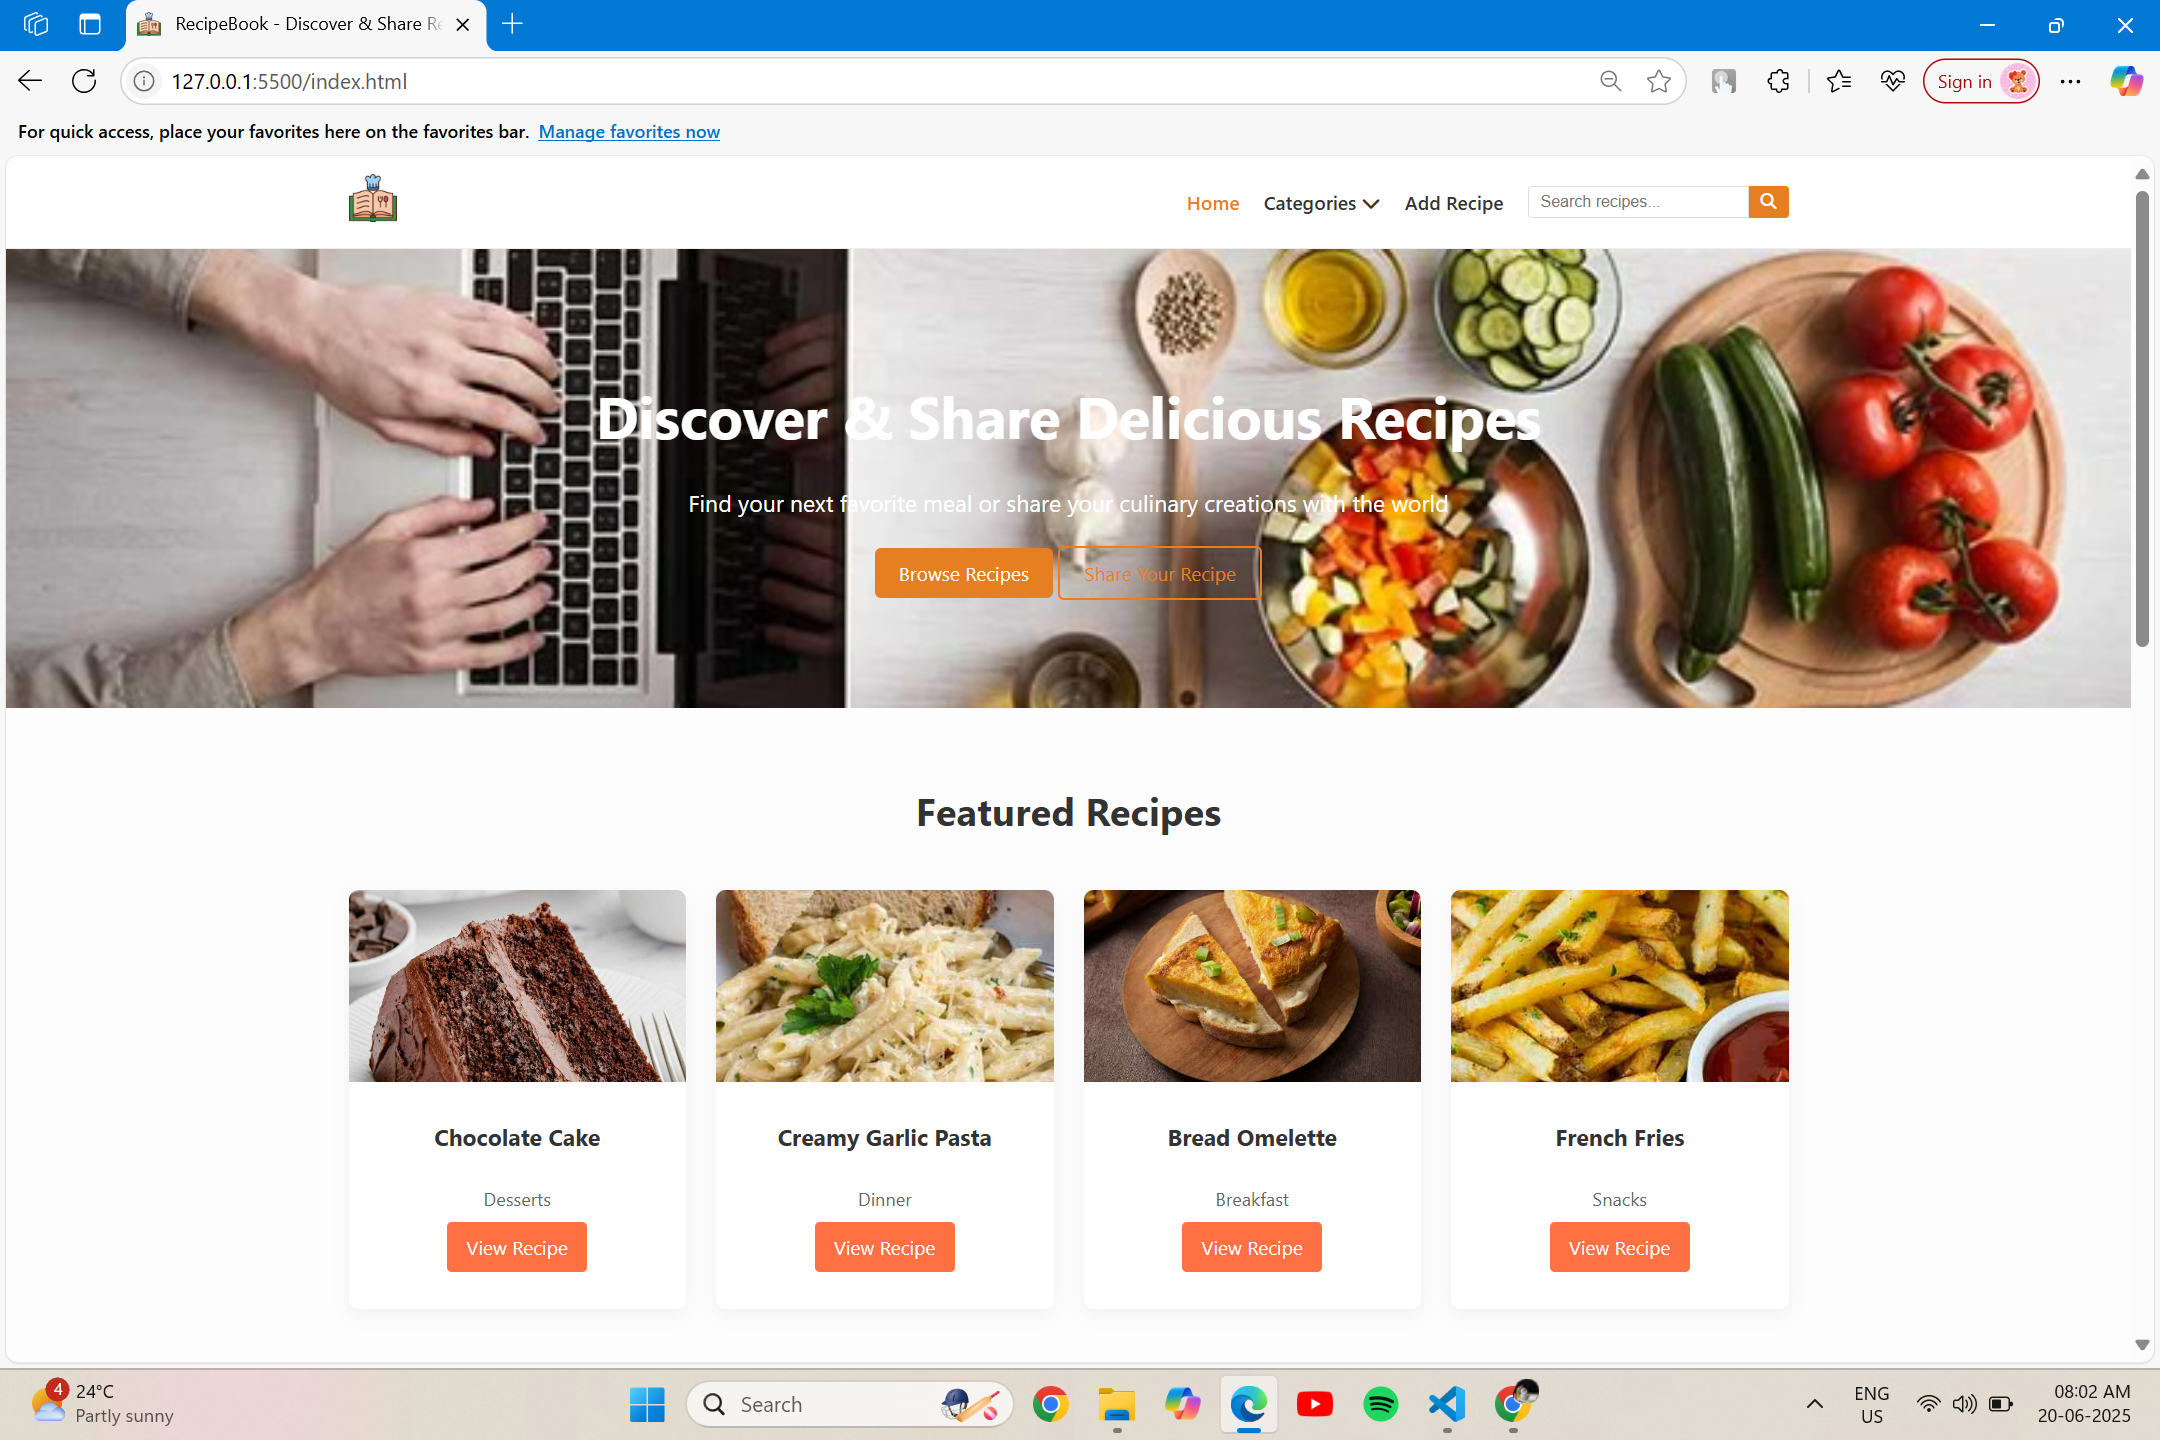 RecipeBook - Discover & Share Re
127.0.0.1:5500/index.html
Sign in
For quick access, place your favorites here on the favorites bar. Manage favorites now
Home Categories Add Recipe Search recipes...
Discover & Share Delicious Recipes
Find your next favorite meal or share your culinary creations with the world
Browse Recipes Share Your Recipe
Featured Recipes
Chocolate Cake
Desserts
View Recipe
Creamy Garlic Pasta
Dinner
View Recipe
Bread Omelette
Breakfast
View Recipe
French Fries
Snacks
View Recipe
4
24°C
Partly sunny
Search
ENG
US
08:02 AM
20-06-2025